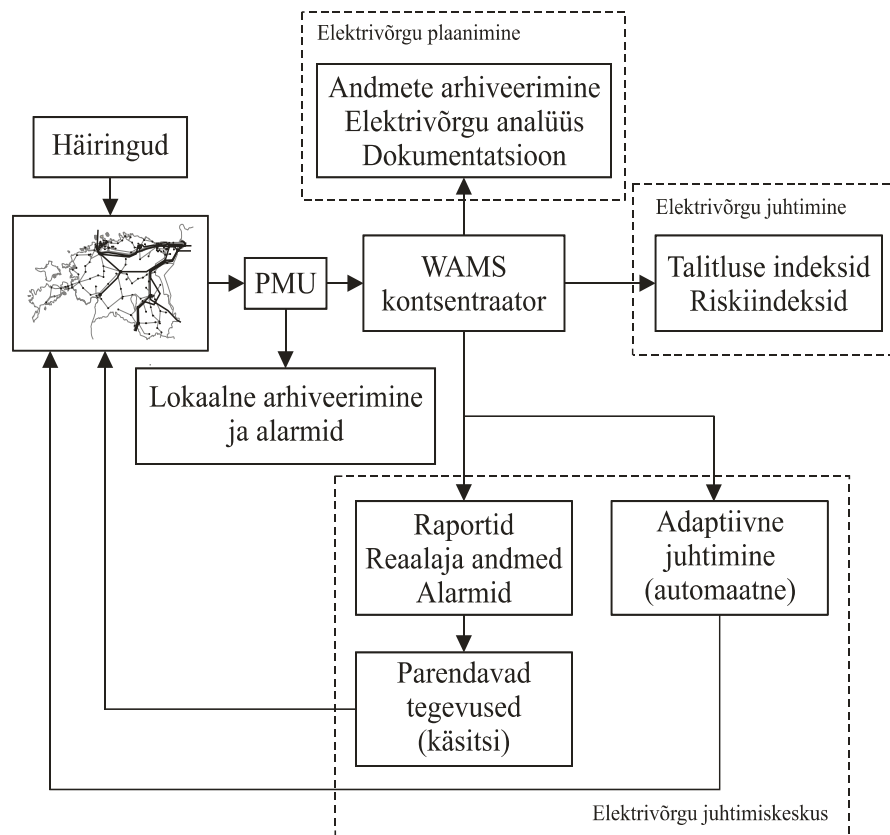 Elektrivõrgu plaanimine
Andmete arhiveerimine
Elektrivõrgu analüüs
Dokumentatsioon
Häiringud
Elektrivõrgu juhtimine
PMU
WAMS
kontsentraator
Talitluse indeksid
Riskiindeksid
Lokaalne arhiveerimine
ja alarmid
Raportid
Reaalaja andmed
Alarmid
Adaptiivne
juhtimine
(automaatne)
Parendavad
tegevused
(käsitsi)
Elektrivõrgu juhtimiskeskus